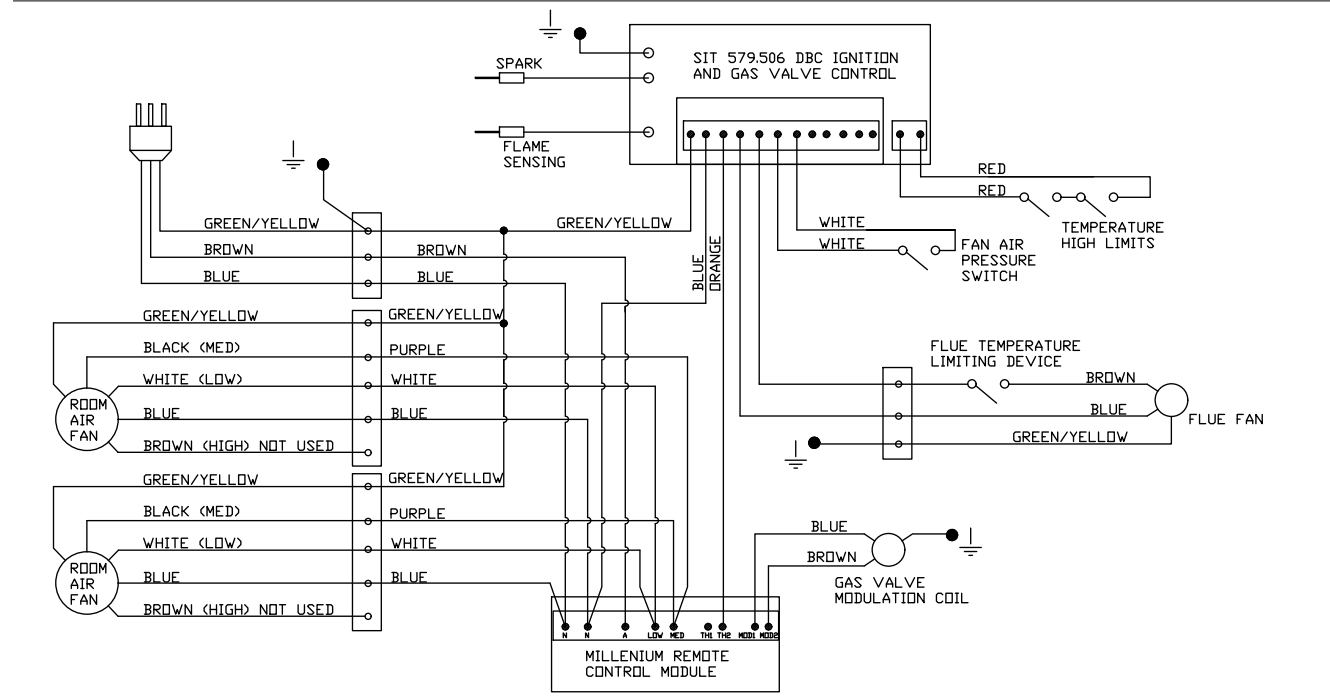 SIT 579.506 DBC IGNITION
AND GAS VALVE CONTROL
SPARK
FLAME
SENSING
RED
RED
TEMPERATURE
HIGH LIMITS
WHITE
WHITE
FAN AIR
PRESSURE
SWITCH
GREEN/YELLOW
GREEN/YELLOW
BROWN
BROWN
BLUE
BLUE
BLUE
ORANGE
GREEN/YELLOW
GREEN/YELLOW
BLACK (MED)
PURPLE
WHITE (LOW)
WHITE
ROOM
AIR
FAN
BLUE
BLUE
BROWN (HIGH) NOT USED
FLUE TEMPERATURE
LIMITING DEVICE
BROWN
BLUE
FLUE FAN
GREEN/YELLOW
GREEN/YELLOW
GREEN/YELLOW
BLACK (MED)
PURPLE
WHITE (LOW)
WHITE
ROOM
AIR
FAN
BLUE
BLUE
BROWN (HIGH) NOT USED
BLUE
BROWN
GAS VALVE
MODULATION COIL
N N A LOW MED TH1 TH2 MOD1 MOD2
MILLENIUM REMOTE
CONTROL MODULE